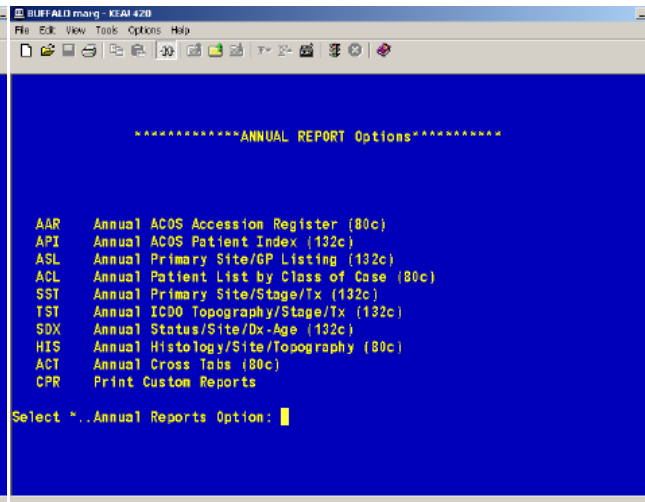 BUFFALO marg - KEA! 420
File Edit View Tools Options Help
*************ANNUAL REPORT Options***********
AAR Annual ACOS Accession Register (80c)
API Annual ACOS Patient Index (132c)
ASL Annual Primary Site/GP Listing (132c)
ACL Annual Patient List by Class of Case (80c)
SST Annual Primary Site/Stage/Tx (132c)
TST Annual ICDO Topography/Stage/Tx (132c)
SDX Annual Status/Site/Dx-Age (132c)
HIS Annual Histology/Site/Topography (80c)
ACT Annual Cross Tabs (80c)
CPR Print Custom Reports
Select *..Annual Reports Option: